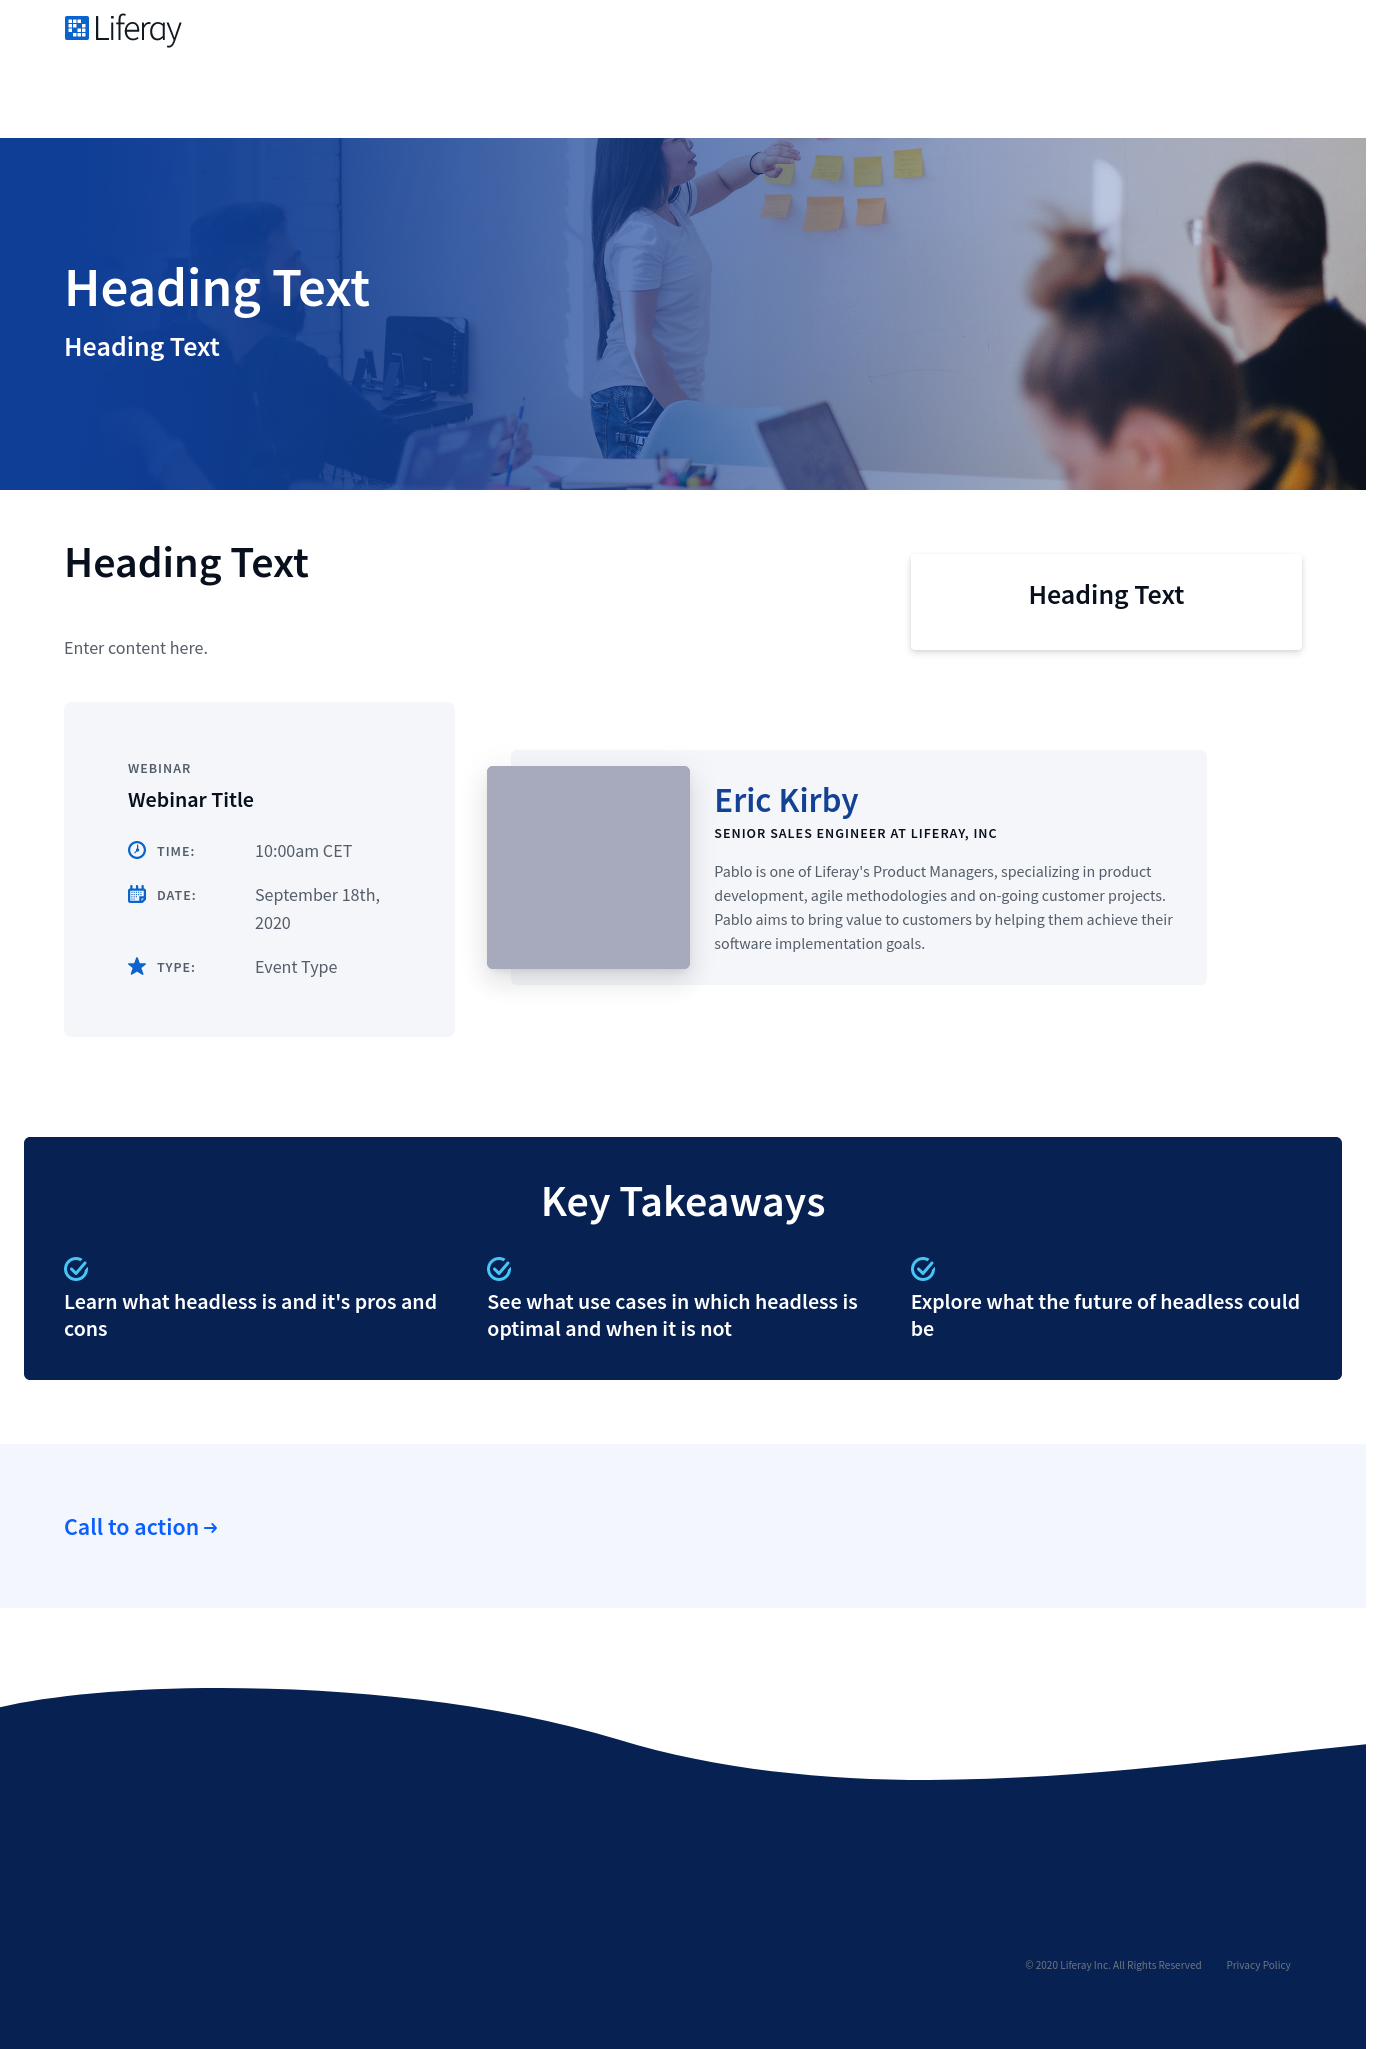 Liferay
Heading Text
Heading Text
Heading Text
Enter content here.
Heading Text
WEBINAR
Webinar Title
TIME: 10:00am CET
DATE: September 18th,
2020
TYPE: Event Type
Eric Kirby
SENIOR SALES ENGINEER AT LIFERAY, INC
Pablo is one of Liferay's Product Managers, specializing in product
development, agile methodologies and on-going customer projects.
Pablo aims to bring value to customers by helping them achieve their
software implementation goals.
Key Takeaways
Learn what headless is and it's pros and
cons
See what use cases in which headless is
optimal and when it is not
Explore what the future of headless could
be
Call to action →
© 2020 Liferay Inc. All Rights Reserved Privacy Policy